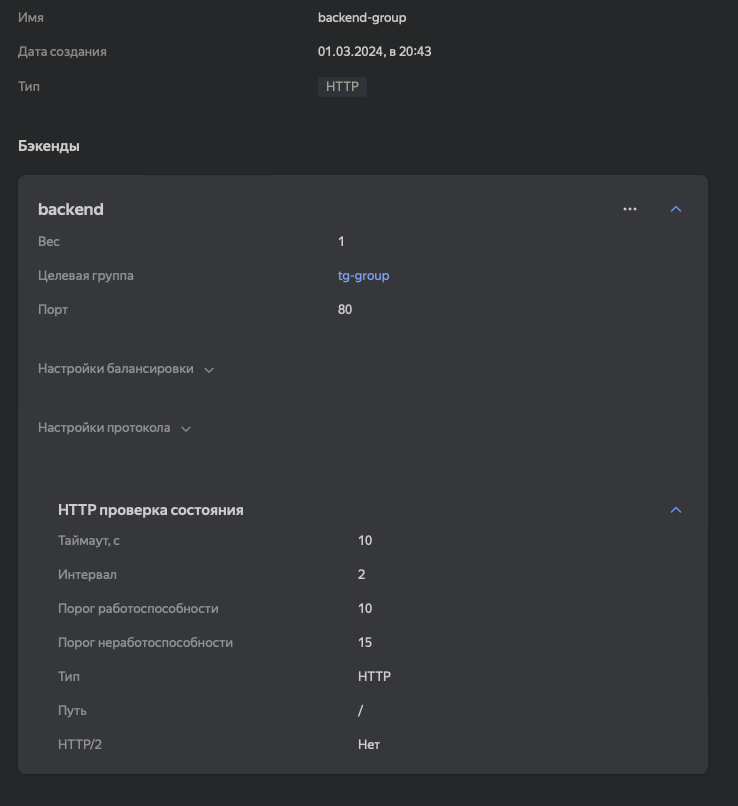 Имя backend-group
Дата создания 01.03.2024, в 20:43
Тип HTTP
Бэкенды
backend
Вес 1
Целевая группа tg-group
Порт 80
Настройки балансировки
Настройки протокола
HTTP проверка состояния
Таймаут, с 10
Интервал 2
Порог работоспособности 10
Порог неработоспособности 15
Тип HTTP
Путь /
HTTP/2 Нет